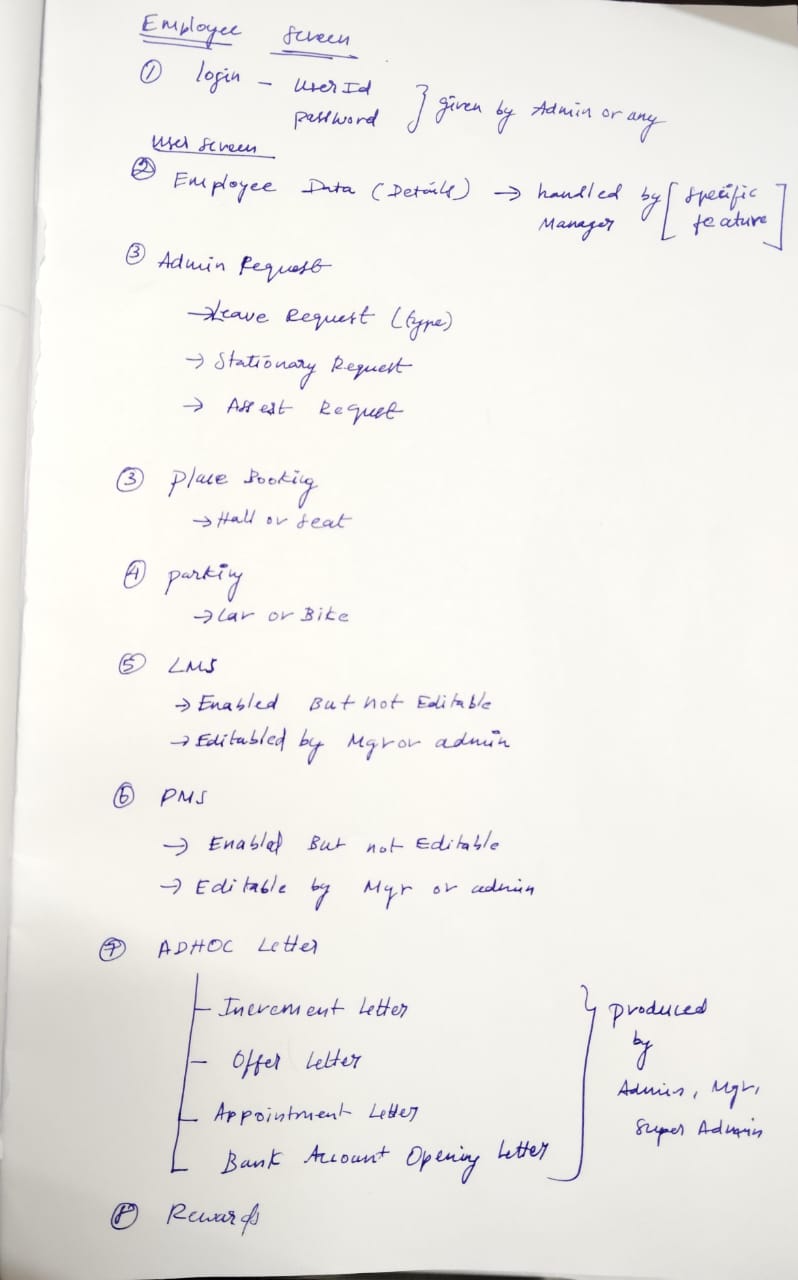 Employee Screen
① login - User Id
password } given by Admin or any
User Screen
② Employee Data (Details) → handled by [ specific
Manager feature ]
③ Admin Request
→ Leave Request (type)
→ Stationary Request
→ Assest Request
③ Place Booking
→ Hall or seat
④ parking
→ Car or Bike
⑤ LMS
→ Enabled But not Editable
→ Editabled by Mgr or admin
⑥ PMS
→ Enabled But not Editable
→ Editable by Mgr or admin
⑦ ADHOC Letter
Increment Letter
Offer Letter
Appointment Letter
Bank Account Opening Letter
} produced
by
Admin, Mgr,
Super Admin
⑧ Rewards